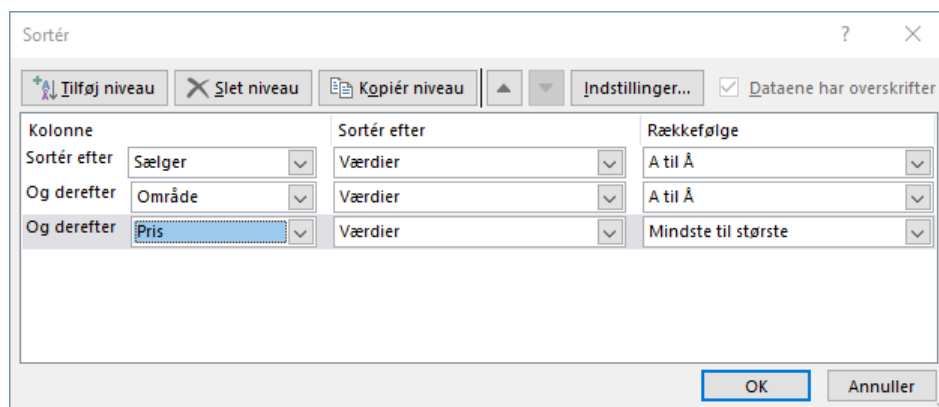 Sortér ?
Tilføj niveau Slet niveau Kopiér niveau Indstillinger... Dataene har overskrifter
Kolonne Sortér efter Rækkefølge
Sortér efter Sælger Værdier A til Å
Og derefter Område Værdier A til Å
Og derefter Pris Værdier Mindste til største
OK Annuller